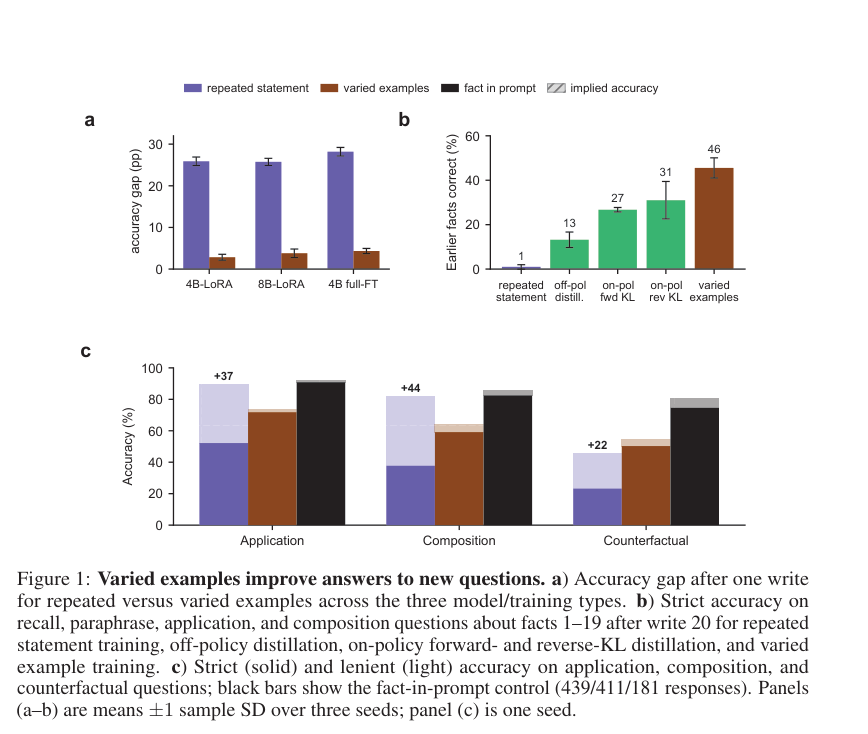 repeated statement varied examples fact in prompt implied accuracy
a
accuracy gap (pp)
30
20
10
0
4B-LoRA 8B-LoRA 4B full-FT
b
Earlier facts correct (%)
60
40
20
0
1 13 27 31 46
repeated off-pol on-pol on-pol varied
statement distill. fwd KL rev KL examples
c
Accuracy (%)
100
80
60
40
20
0
+37 +44 +22
Application Composition Counterfactual
Figure 1: Varied examples improve answers to new questions. a) Accuracy gap after one write
for repeated versus varied examples across the three model/training types. b) Strict accuracy on
recall, paraphrase, application, and composition questions about facts 1–19 after write 20 for repeated
statement training, off-policy distillation, on-policy forward- and reverse-KL distillation, and varied
example training. c) Strict (solid) and lenient (light) accuracy on application, composition, and
counterfactual questions; black bars show the fact-in-prompt control (439/411/181 responses). Panels
(a–b) are means ±1 sample SD over three seeds; panel (c) is one seed.